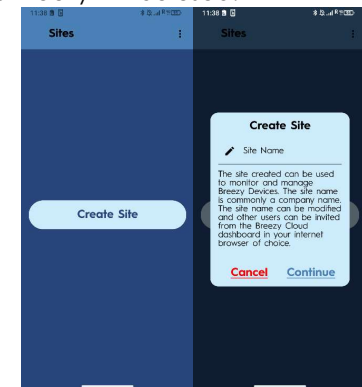 11:38
Sites
Create Site
11:38
Sites
Create Site
Site Name
The site created can be used
to monitor and manage
Breezy Devices. The site name
is commonly a company name.
The site name can be modified
and other users can be invited
from the Breezy Cloud
dashboard in your internet
browser of choice.
Cancel Continue